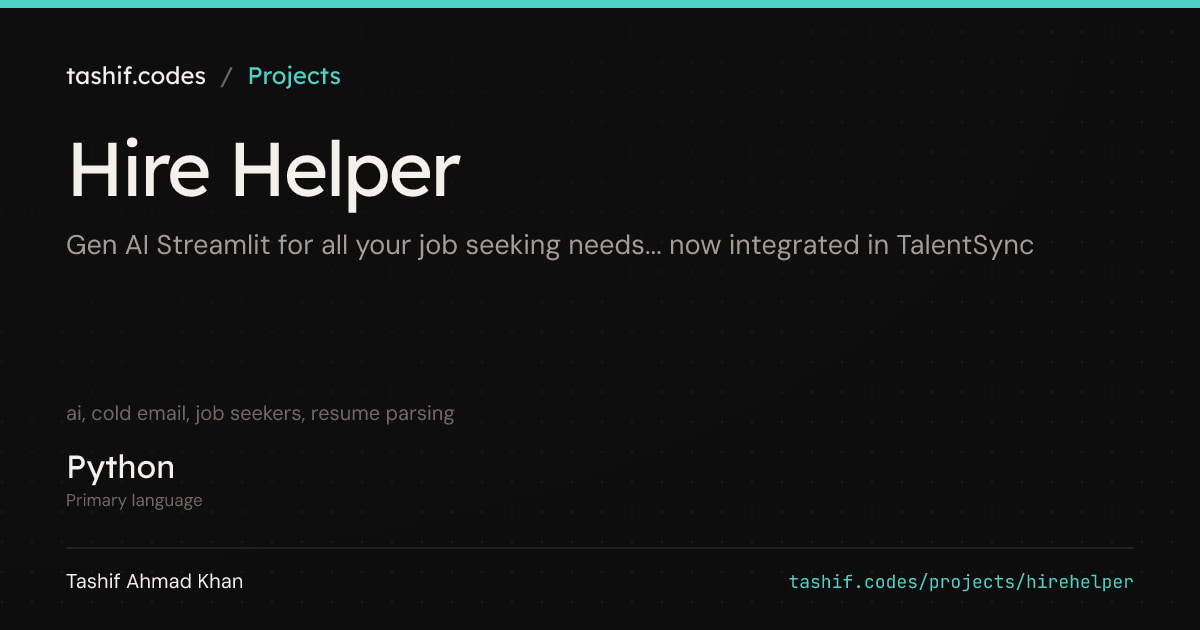 tashif.codes / Projects
Hire Helper
Gen AI Streamlit for all your job seeking needs... now integrated in TalentSync
ai, cold email, job seekers, resume parsing
Python
Primary language
Tashif Ahmad Khan
tashif.codes/projects/hirehelper